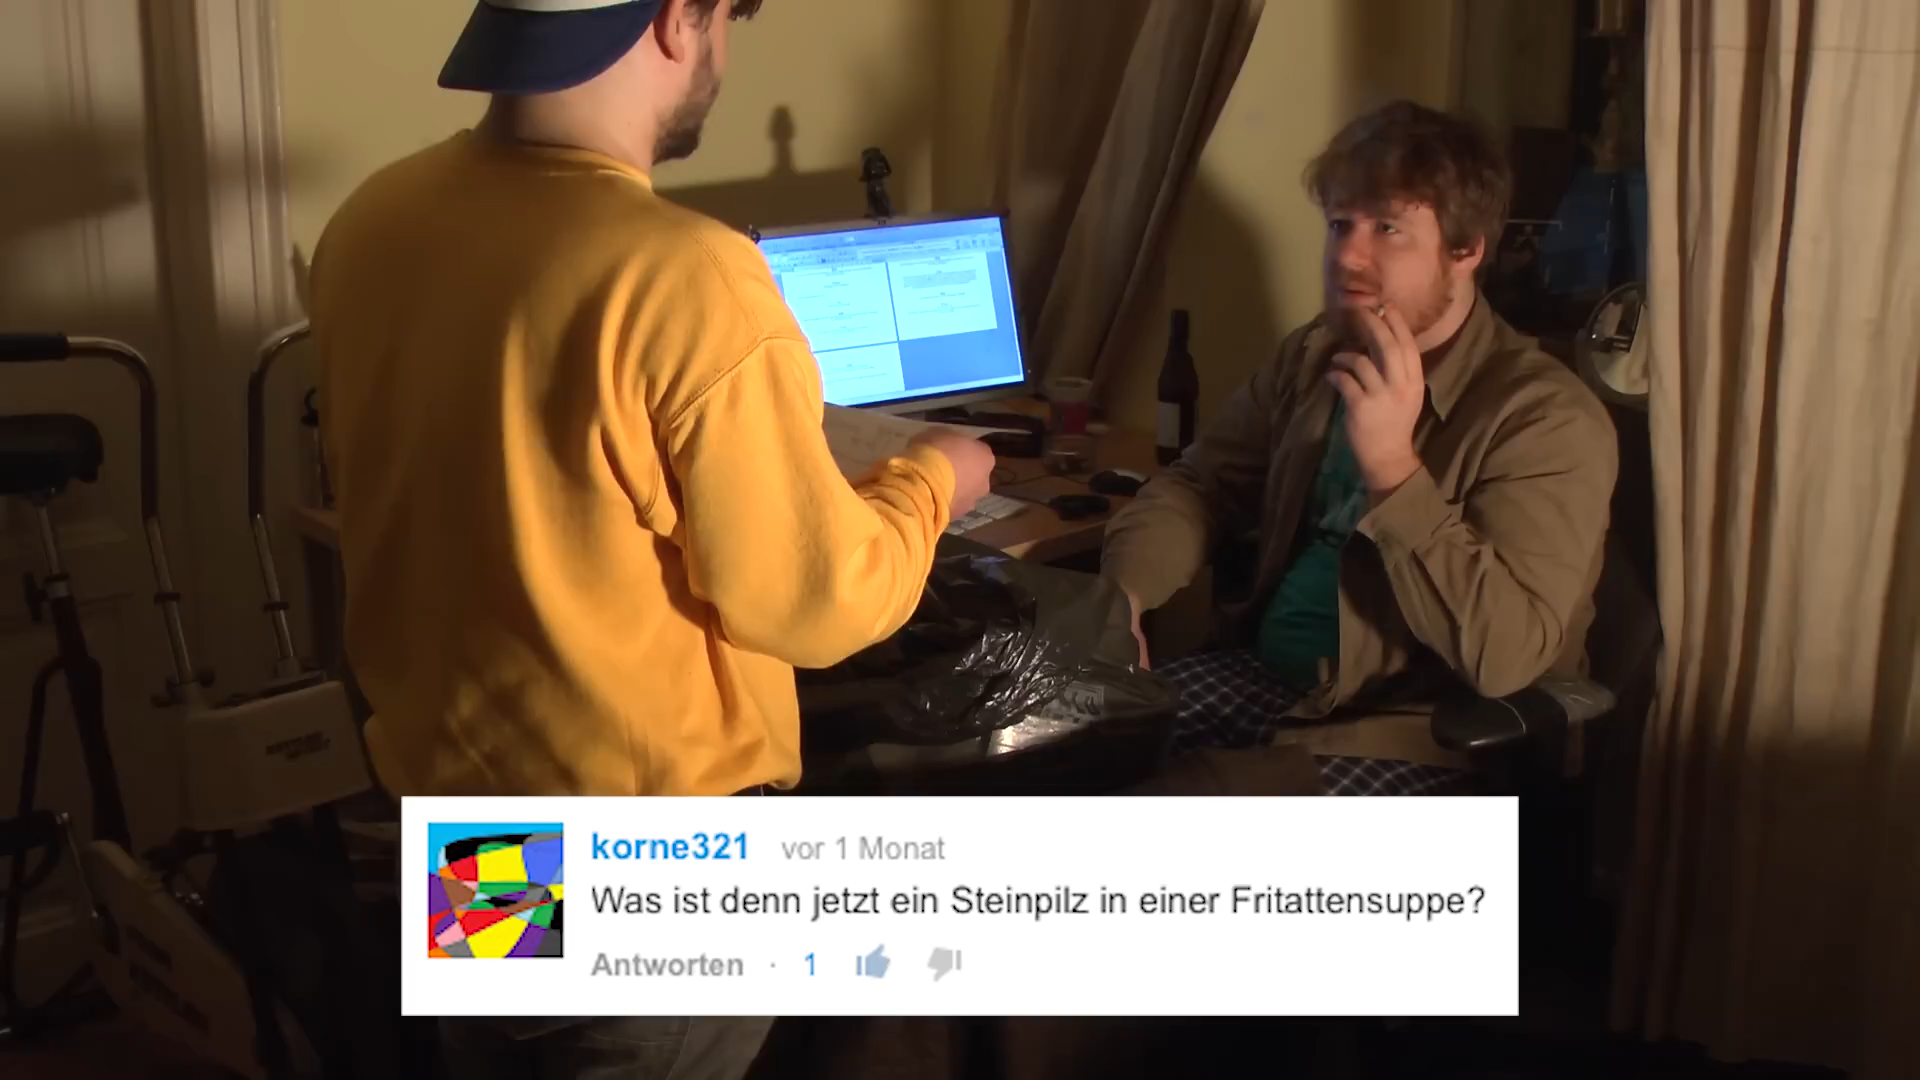 korne321 vor 1 Monat
Was ist denn jetzt ein Steinpilz in einer Fritattensuppe?
Antworten · 1